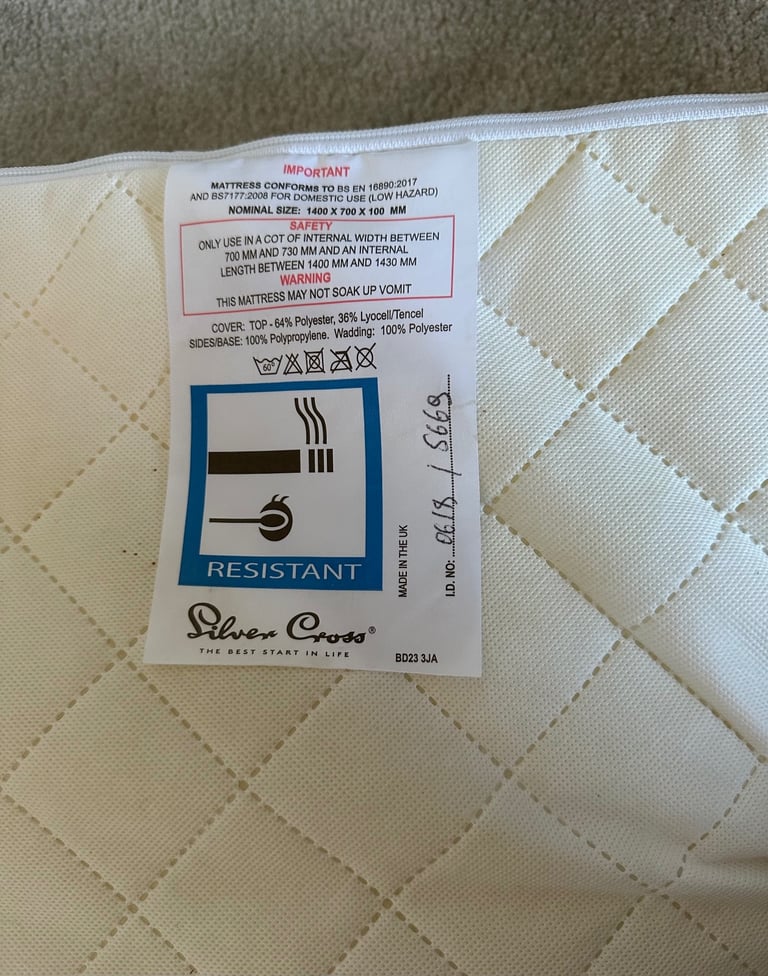 IMPORTANT
MATTRESS CONFORMS TO BS EN 16890:2017
AND BS7177:2008 FOR DOMESTIC USE (LOW HAZARD)
NOMINAL SIZE: 1400 X 700 X 100 MM
SAFETY
ONLY USE IN A COT OF INTERNAL WIDTH BETWEEN
700 MM AND 730 MM AND AN INTERNAL
LENGTH BETWEEN 1400 MM AND 1430 MM
WARNING
THIS MATTRESS MAY NOT SOAK UP VOMIT
COVER: TOP - 64% Polyester, 36% Lyocell/Tencel
SIDES/BASE: 100% Polypropylene. Wadding: 100% Polyester
60°
RESISTANT
MADE IN THE UK
I.D. NO: 0618 / 5669
Silver Cross®
THE BEST START IN LIFE
BD23 3JA